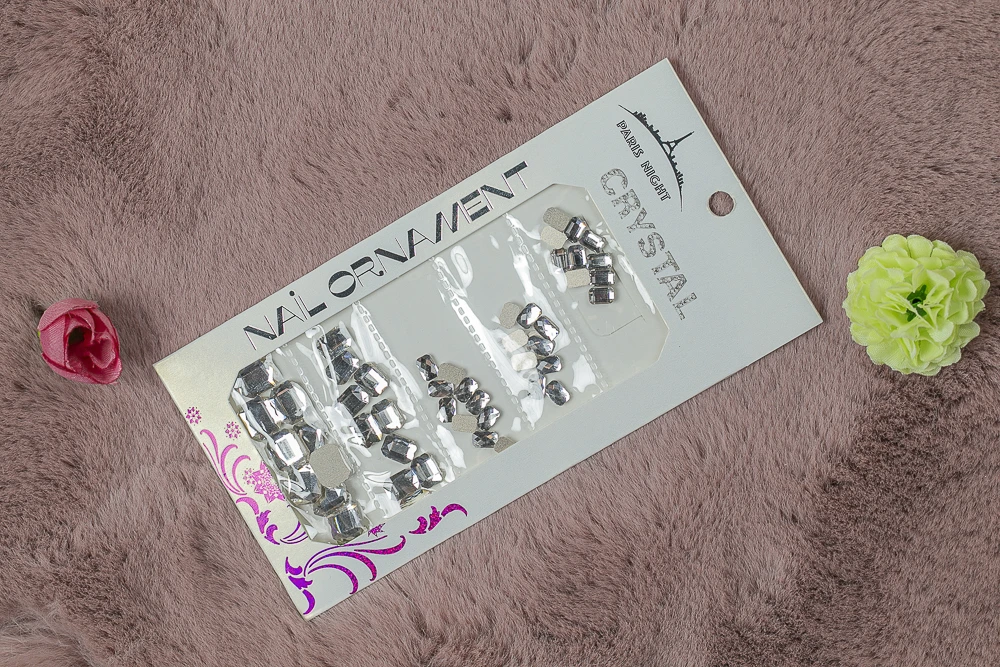 PARIS NIGHT
CRYSTAL
NAIL ORNAMENT